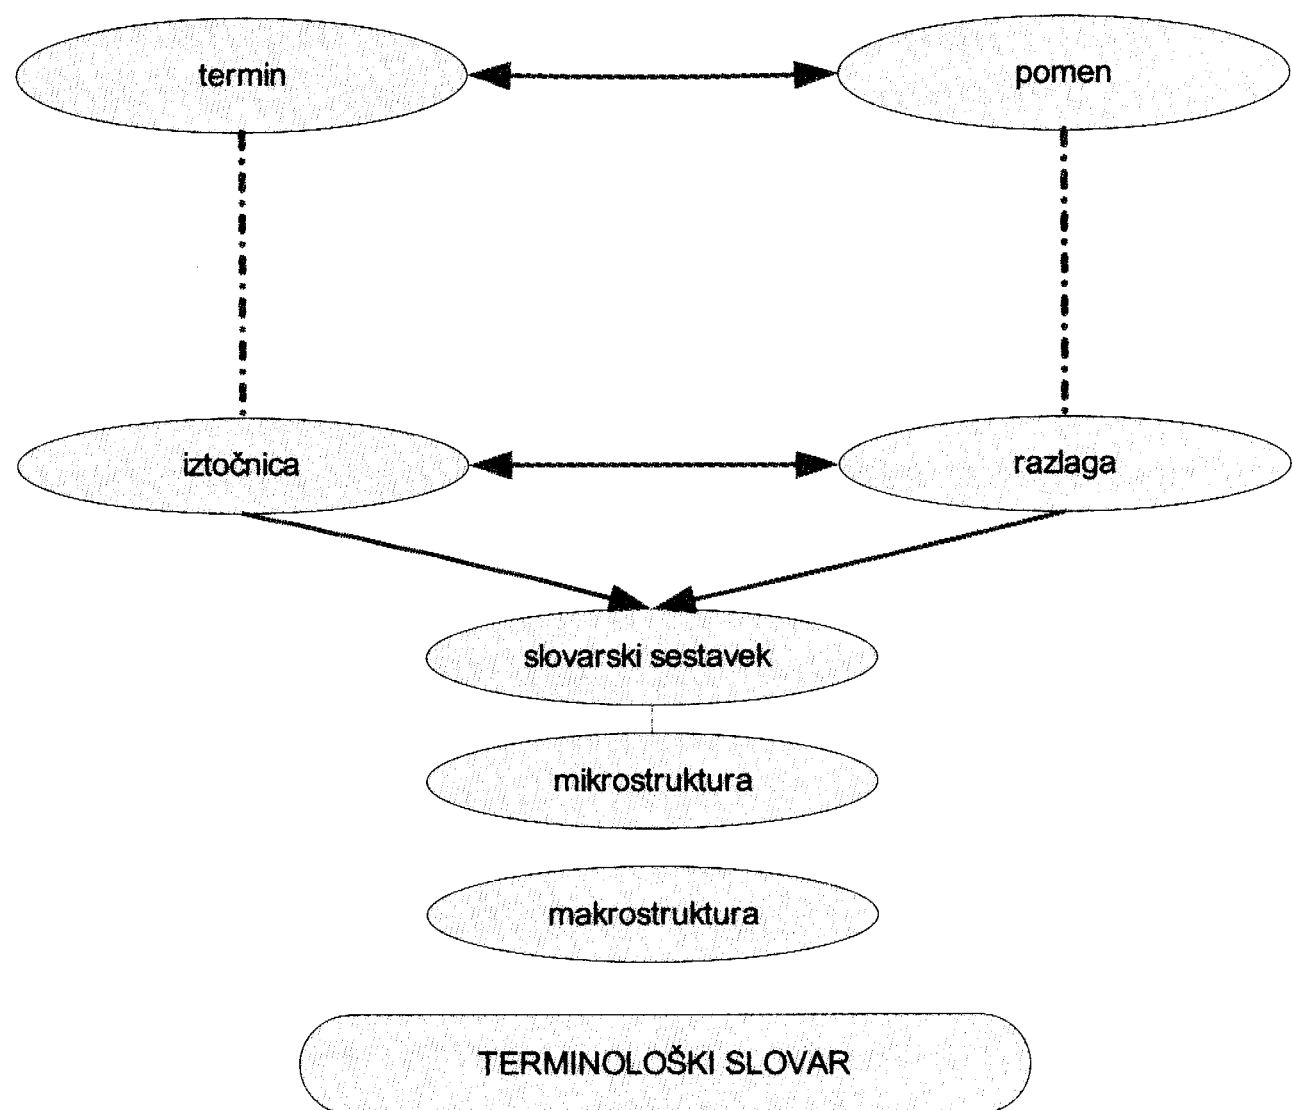 termin
pomen
iztočnica
razlaga
slovarski sestavek
mikrostruktura
makrostruktura
TERMINOLOŠKI SLOVAR